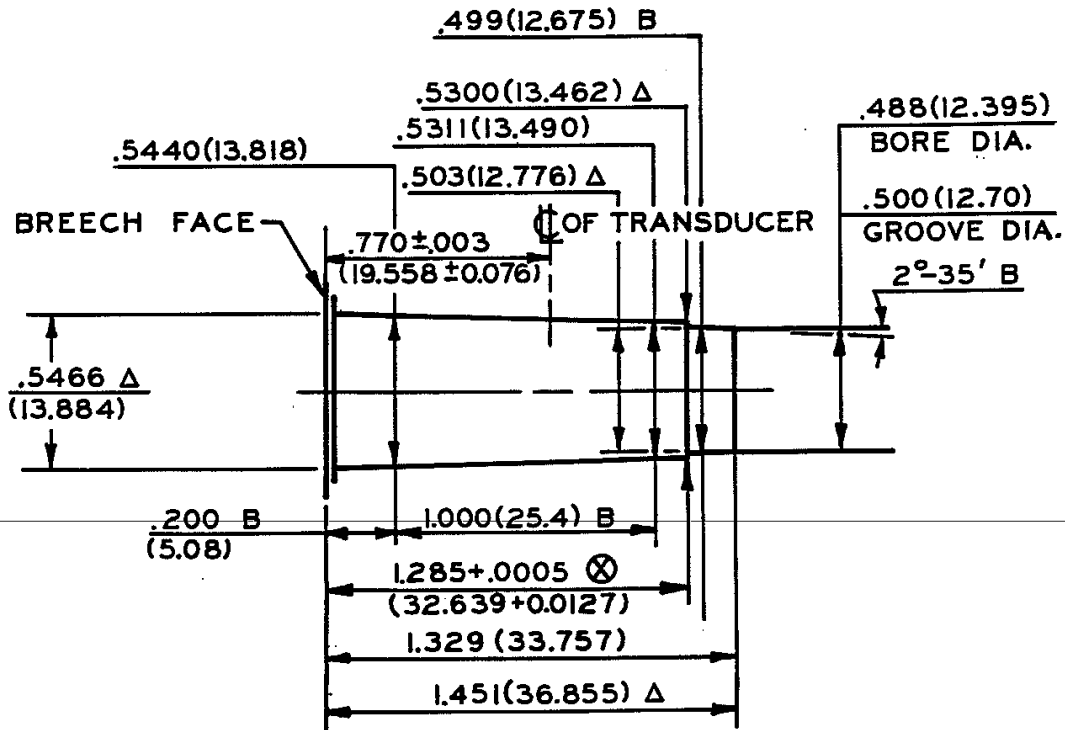 .499(12.675) B
.5300(13.462) Δ
.5311(13.490)
.488(12.395)
BORE DIA.
.5440(13.818)
.503(12.776) Δ
.500(12.70)
GROOVE DIA.
BREECH FACE
℄ OF TRANSDUCER
.770±.003
(19.558±0.076)
2°-35' B
.5466 Δ
(13.884)
.200 B
(5.08)
1.000(25.4) B
1.285+.0005 ⊗
(32.639+0.0127)
1.329 (33.757)
1.451(36.855) Δ